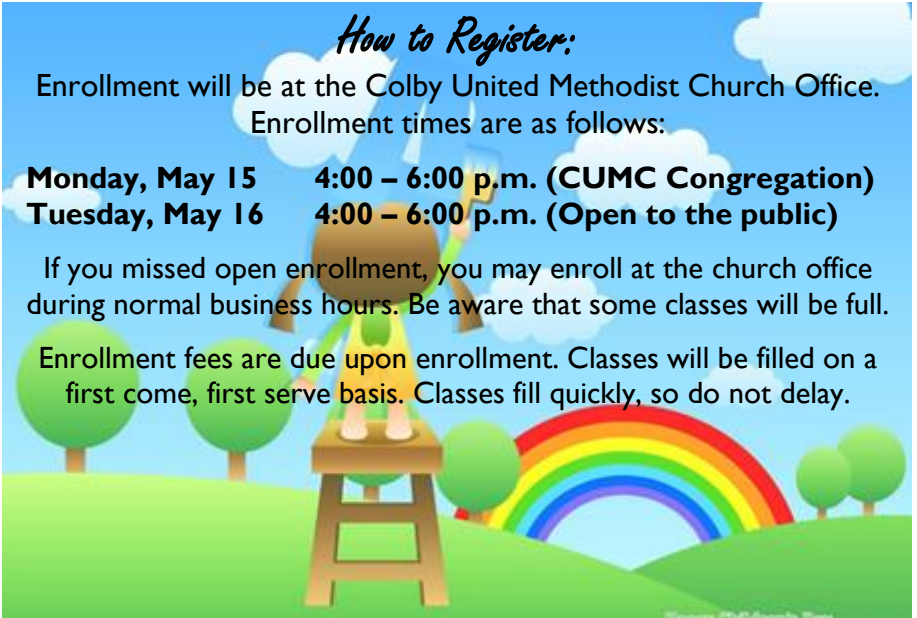 How to Register:
Enrollment will be at the Colby United Methodist Church Office.
Enrollment times are as follows:
Monday, May 15 4:00 – 6:00 p.m. (CUMC Congregation)
Tuesday, May 16 4:00 – 6:00 p.m. (Open to the public)
If you missed open enrollment, you may enroll at the church office
during normal business hours. Be aware that some classes will be full.
Enrollment fees are due upon enrollment. Classes will be filled on a
first come, first serve basis. Classes fill quickly, so do not delay.